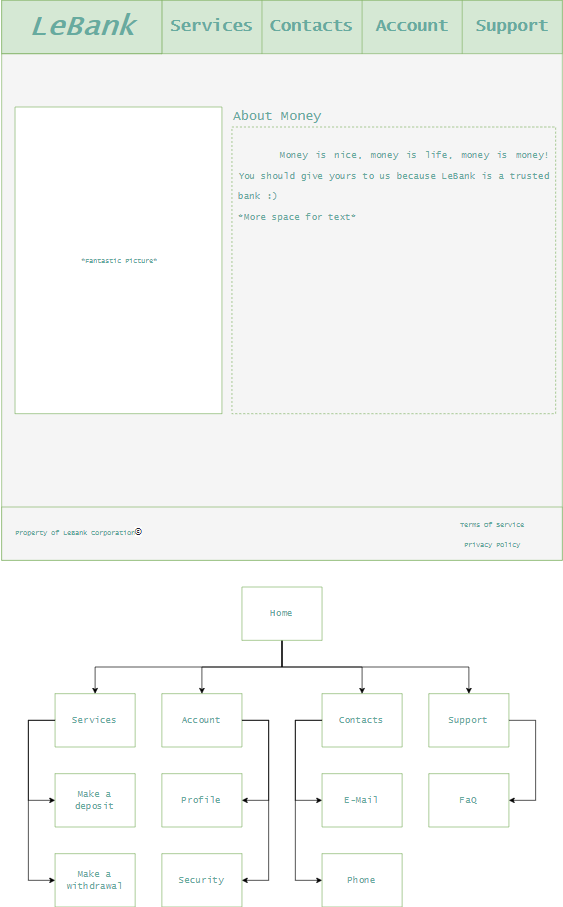 LeBank Services Contacts Account Support
About Money
Money is nice, money is life, money is money!
You should give yours to us because LeBank is a trusted
bank :)
*More space for text*
*Fantastic Picture*
Terms Of Service
Property of LeBank Corporation©
Privacy Policy
Home
Services Account Contacts Support
Make a
deposit
Profile
E-Mail
FaQ
Make a
withdrawal
Security
Phone